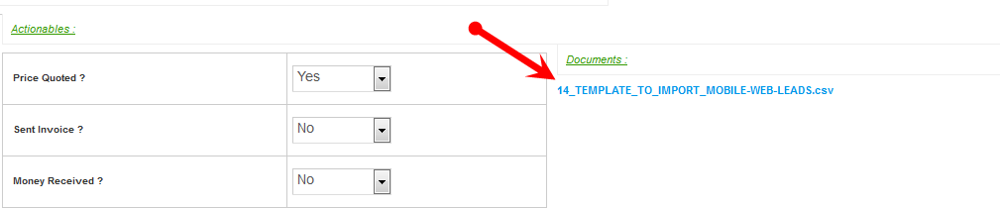 Actionables :
Documents :
Price Quoted ? Yes
14_TEMPLATE_TO_IMPORT_MOBILE-WEB-LEADS.csv
Sent Invoice ? No
Money Received ? No